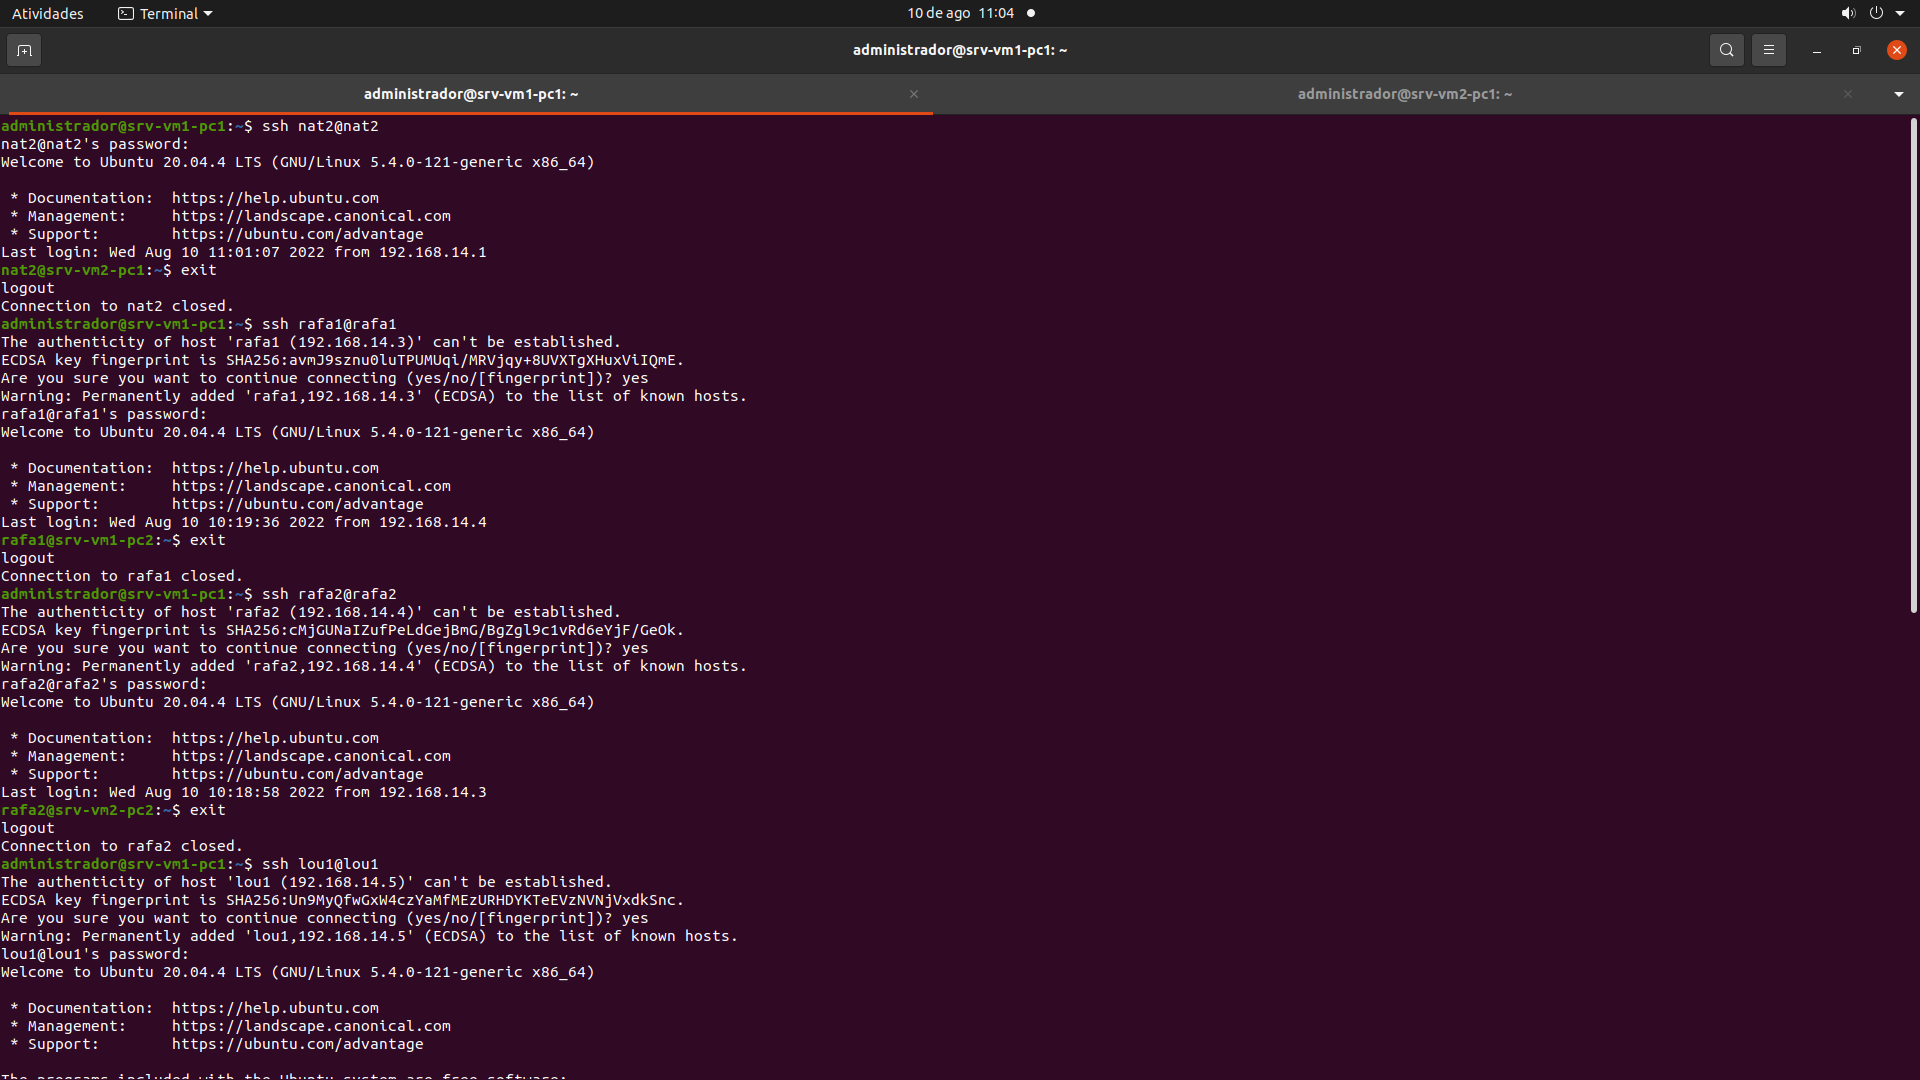 Atividades Terminal 10 de ago 11:04
administrador@srv-vm1-pc1: ~
administrador@srv-vm1-pc1: ~ administrador@srv-vm2-pc1: ~
administrador@srv-vm1-pc1:~$ ssh nat2@nat2
nat2@nat2's password:
Welcome to Ubuntu 20.04.4 LTS (GNU/Linux 5.4.0-121-generic x86_64)
* Documentation: https://help.ubuntu.com
* Management: https://landscape.canonical.com
* Support: https://ubuntu.com/advantage
Last login: Wed Aug 10 11:01:07 2022 from 192.168.14.1
nat2@srv-vm2-pc1:~$ exit
logout
Connection to nat2 closed.
administrador@srv-vm1-pc1:~$ ssh rafa1@rafa1
The authenticity of host 'rafa1 (192.168.14.3)' can't be established.
ECDSA key fingerprint is SHA256:avmJ9sznu0luTPUMUqi/MRVjqy+8UVXTgXHuxViIQmE.
Are you sure you want to continue connecting (yes/no/[fingerprint])? yes
Warning: Permanently added 'rafa1,192.168.14.3' (ECDSA) to the list of known hosts.
rafa1@rafa1's password:
Welcome to Ubuntu 20.04.4 LTS (GNU/Linux 5.4.0-121-generic x86_64)
* Documentation: https://help.ubuntu.com
* Management: https://landscape.canonical.com
* Support: https://ubuntu.com/advantage
Last login: Wed Aug 10 10:19:36 2022 from 192.168.14.4
rafa1@srv-vm1-pc2:~$ exit
logout
Connection to rafa1 closed.
administrador@srv-vm1-pc1:~$ ssh rafa2@rafa2
The authenticity of host 'rafa2 (192.168.14.4)' can't be established.
ECDSA key fingerprint is SHA256:cMjGUNaIZufPeLdGejBmG/BgZgl9c1vRd6eYjF/GeOk.
Are you sure you want to continue connecting (yes/no/[fingerprint])? yes
Warning: Permanently added 'rafa2,192.168.14.4' (ECDSA) to the list of known hosts.
rafa2@rafa2's password:
Welcome to Ubuntu 20.04.4 LTS (GNU/Linux 5.4.0-121-generic x86_64)
* Documentation: https://help.ubuntu.com
* Management: https://landscape.canonical.com
* Support: https://ubuntu.com/advantage
Last login: Wed Aug 10 10:18:58 2022 from 192.168.14.3
rafa2@srv-vm2-pc2:~$ exit
logout
Connection to rafa2 closed.
administrador@srv-vm1-pc1:~$ ssh lou1@lou1
The authenticity of host 'lou1 (192.168.14.5)' can't be established.
ECDSA key fingerprint is SHA256:Un9MyQfwGxW4czYaMfMEzURHDYKTeEVzNVNjVxdkSnc.
Are you sure you want to continue connecting (yes/no/[fingerprint])? yes
Warning: Permanently added 'lou1,192.168.14.5' (ECDSA) to the list of known hosts.
lou1@lou1's password:
Welcome to Ubuntu 20.04.4 LTS (GNU/Linux 5.4.0-121-generic x86_64)
* Documentation: https://help.ubuntu.com
* Management: https://landscape.canonical.com
* Support: https://ubuntu.com/advantage
The programs included with the Ubuntu system are free software;